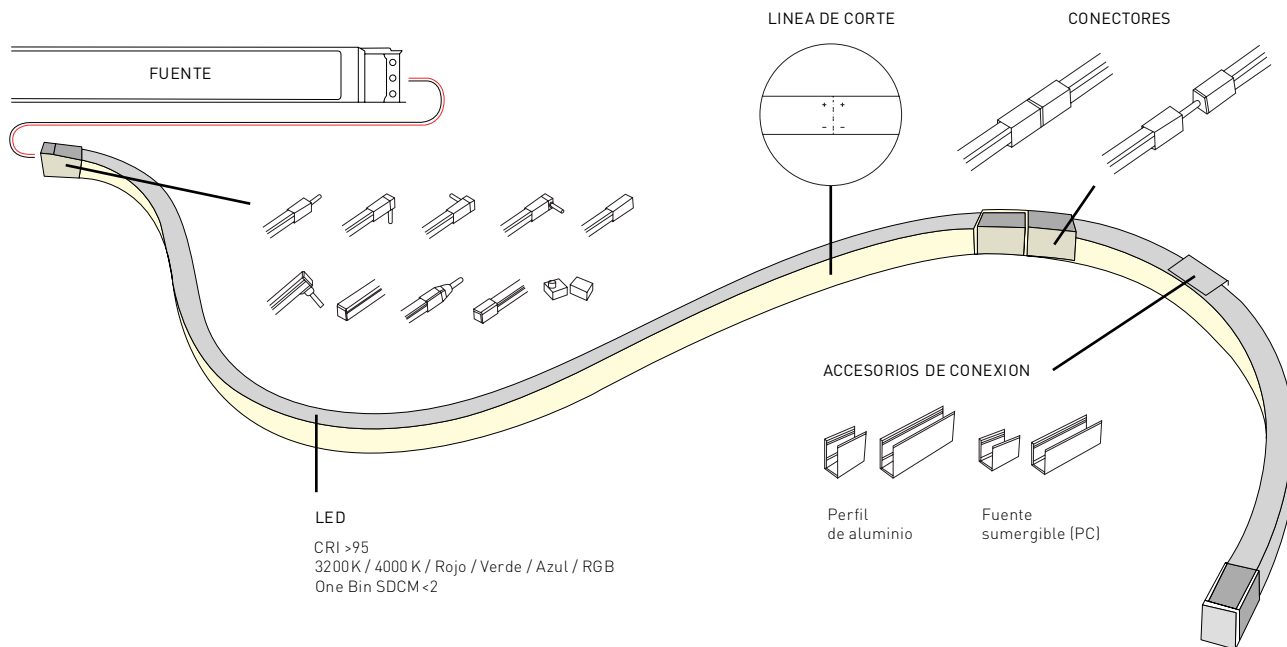 LINEA DE CORTE
CONECTORES
FUENTE
+ +
– –
ACCESORIOS DE CONEXION
Perfil
de aluminio
Fuente
sumergible (PC)
LED
CRI >95
3200K / 4000 K / Rojo / Verde / Azul / RGB
One Bin SDCM <2